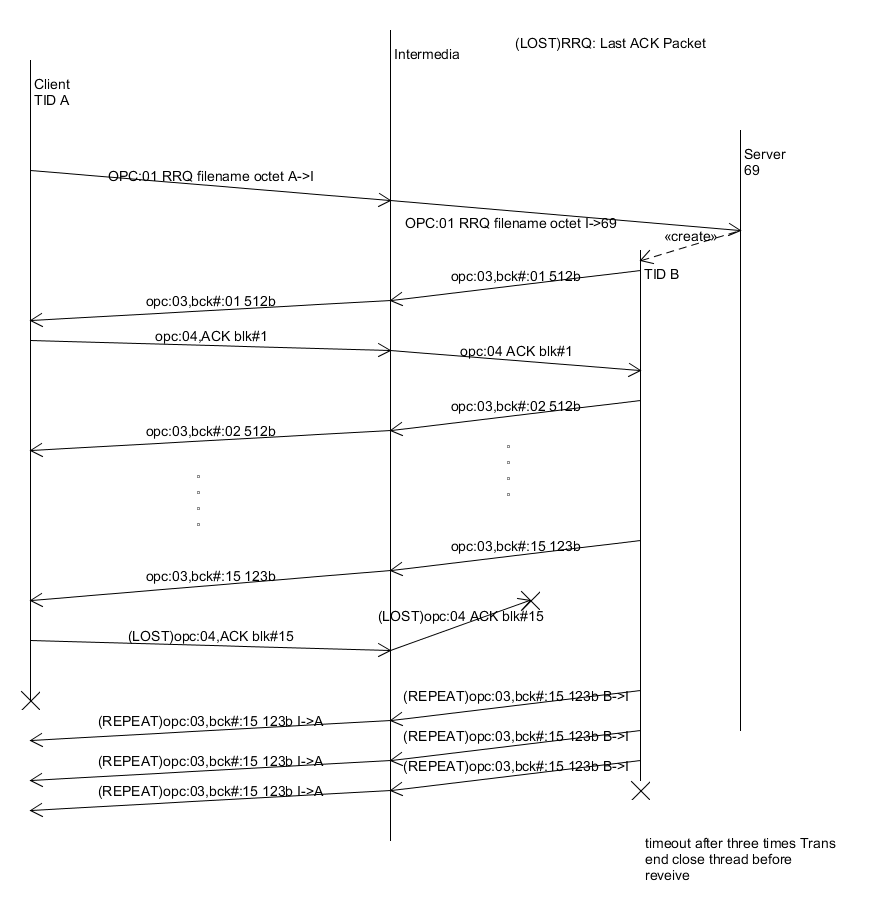 (LOST)RRQ: Last ACK Packet
Intermedia
Client
TID A
Server
69
OPC:01 RRQ filename octet A->I
OPC:01 RRQ filename octet I->69
«create»
TID B
opc:03,bck#:01 512b
opc:03,bck#:01 512b
opc:04,ACK blk#1
opc:04 ACK blk#1
opc:03,bck#:02 512b
opc:03,bck#:02 512b
opc:03,bck#:15 123b
opc:03,bck#:15 123b
(LOST)opc:04 ACK blk#15
(LOST)opc:04,ACK blk#15
(REPEAT)opc:03,bck#:15 123b B->I
(REPEAT)opc:03,bck#:15 123b I->A
(REPEAT)opc:03,bck#:15 123b B->I
(REPEAT)opc:03,bck#:15 123b I->A
(REPEAT)opc:03,bck#:15 123b B->I
(REPEAT)opc:03,bck#:15 123b I->A
timeout after three times Trans
end close thread before
reveive